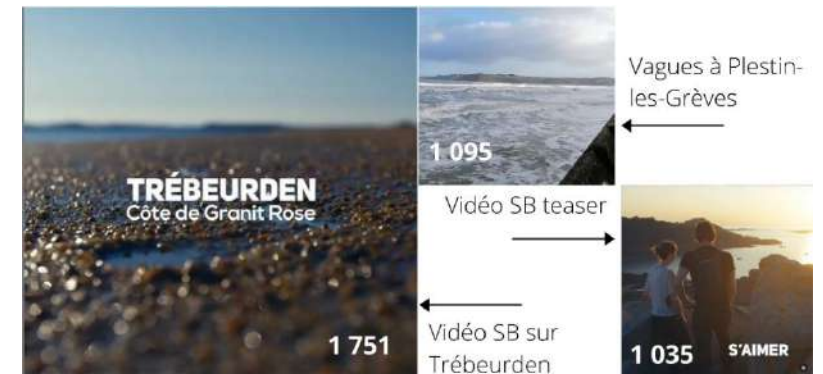 TRÉBEURDEN
Côte de Granit Rose
1 751
1 095
Vagues à Plestin-
les-Grèves
Vidéo SB teaser
Vidéo SB sur
Trébeurden
1 035
S'AIMER